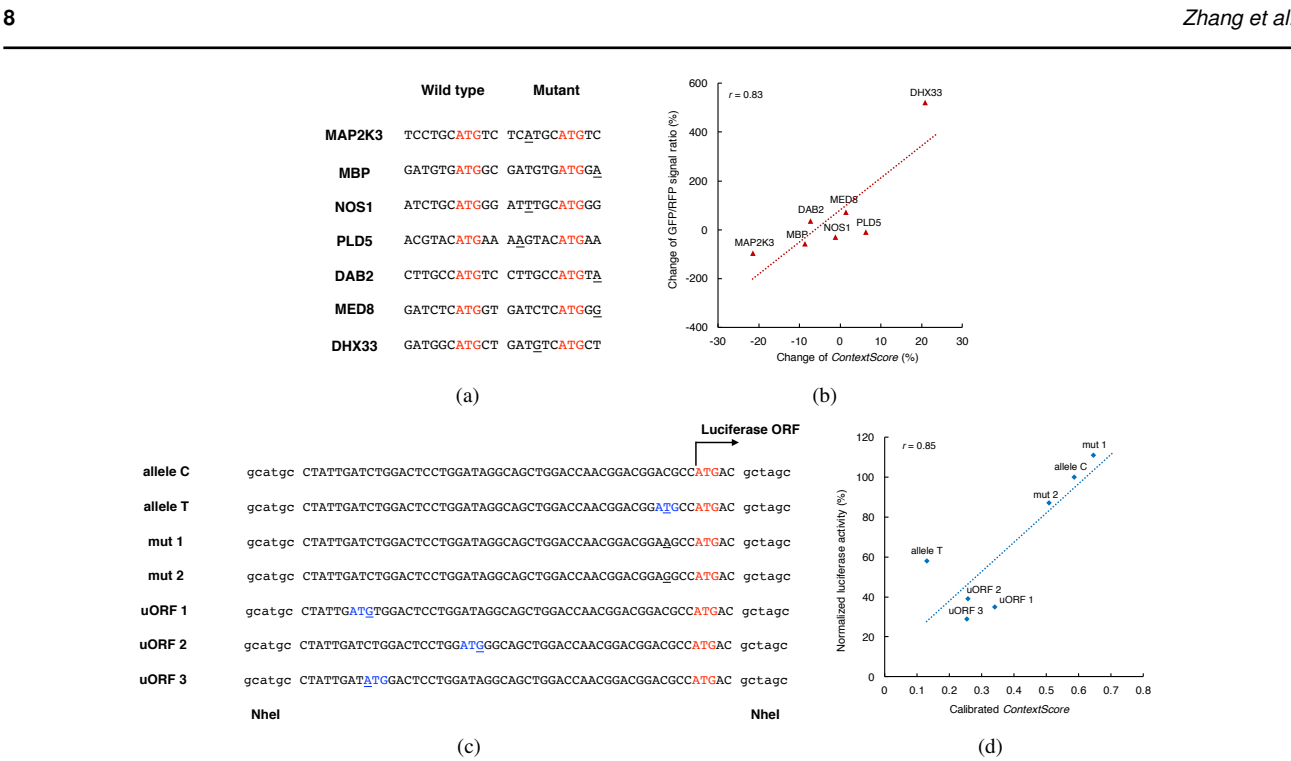 8 Zhang et al.
Wild type Mutant
MAP2K3 TCCTGCATGTC TCATGCATGTC
MBP GATGTGATGGC GATGTGATGGA
NOS1 ATCTGCATGGG ATTTGCATGGG
PLD5 ACGTACATGAA AAGTACATGAA
DAB2 CTTGCCATGTC CTTGCCATGTA
MED8 GATCTCATGGT GATCTCATGGG
DHX33 GATGGCATGCT GATGTCATGCT
(a)
Change of GFP/RFP signal ratio (%)
600
400
200
0
-200
-400
r = 0.83
DHX33
MED8
DAB2
PLD5
NOS1
MBP
MAP2K3
-30 -20 -10 0 10 20 30
Change of ContextScore (%)
(b)
Luciferase ORF
allele C gcatgc CTATTGATCTGGACTCCTGGATAGGCAGCTGGACCAACGGACGGACGCCATGAC gctagc
allele T gcatgc CTATTGATCTGGACTCCTGGATAGGCAGCTGGACCAACGGACGGATGCCATGAC gctagc
mut 1 gcatgc CTATTGATCTGGACTCCTGGATAGGCAGCTGGACCAACGGACGGAAGCCATGAC gctagc
mut 2 gcatgc CTATTGATCTGGACTCCTGGATAGGCAGCTGGACCAACGGACGGAGGCCATGAC gctagc
uORF 1 gcatgc CTATTGATGTGGACTCCTGGATAGGCAGCTGGACCAACGGACGGACGCCATGAC gctagc
uORF 2 gcatgc CTATTGATCTGGACTCCTGGATGGGCAGCTGGACCAACGGACGGACGCCATGAC gctagc
uORF 3 gcatgc CTATTGATATGGACTCCTGGATAGGCAGCTGGACCAACGGACGGACGCCATGAC gctagc
NheI NheI
(c)
Normalized luciferase activity (%)
120
100
80
60
40
20
0
r = 0.85
mut 1
allele C
mut 2
allele T
uORF 2
uORF 1
uORF 3
0 0.1 0.2 0.3 0.4 0.5 0.6 0.7 0.8
Calibrated ContextScore
(d)